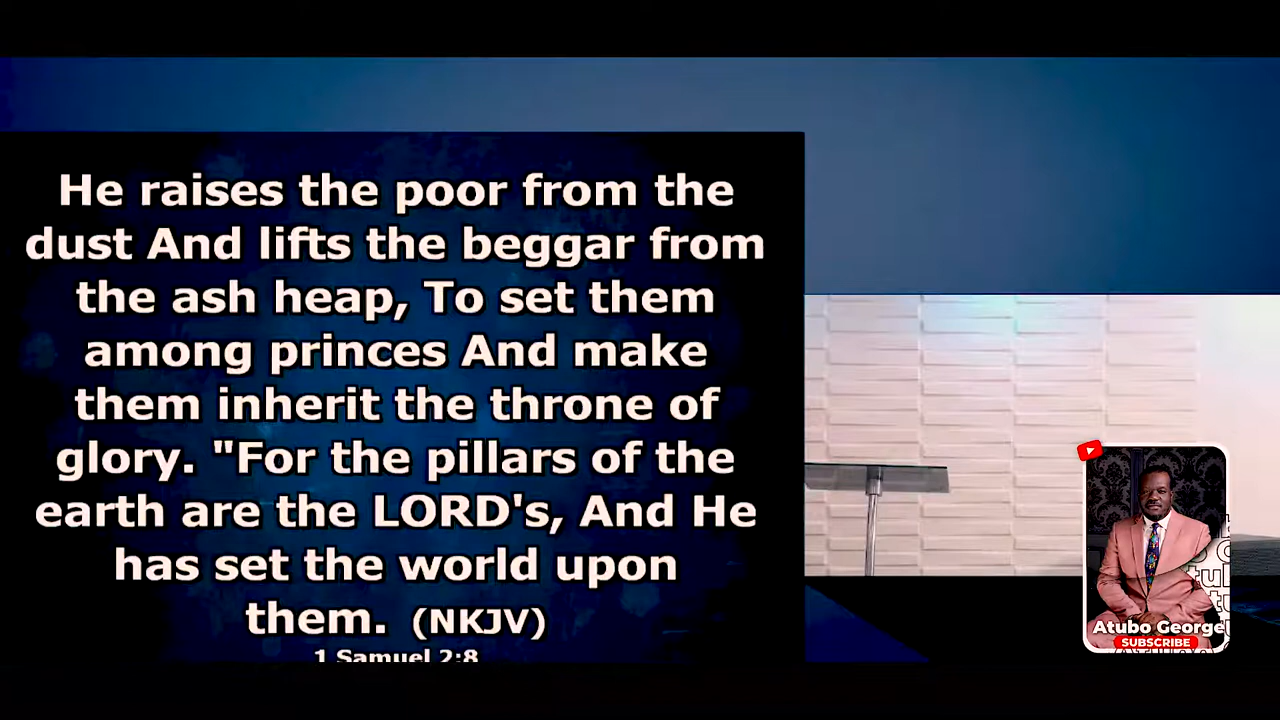 He raises the poor from the
dust And lifts the beggar from
the ash heap, To set them
among princes And make
them inherit the throne of
glory. "For the pillars of the
earth are the LORD's, And He
has set the world upon
them. (NKJV)
1 Samuel 2:8
Atubo George
SUBSCRIBE